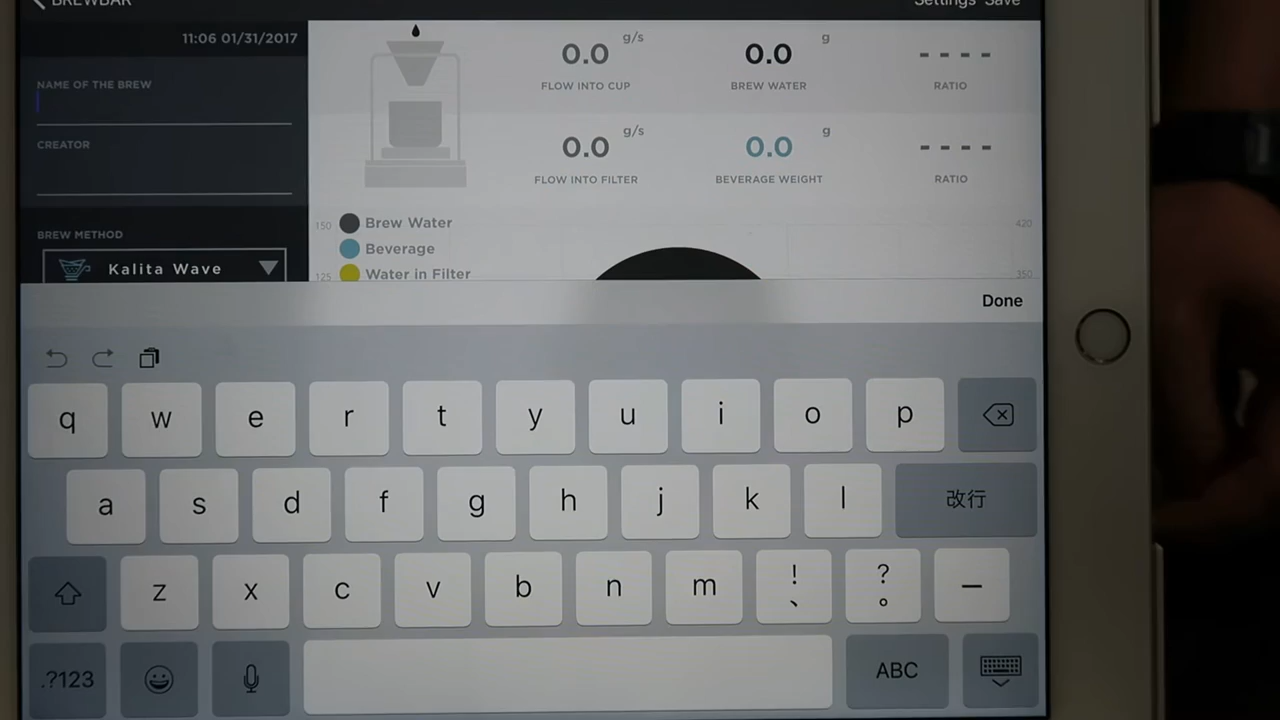 BREWBAR
Settings Save
11:06 01/31/2017
NAME OF THE BREW
CREATOR
BREW METHOD
Kalita Wave
0.0 g/s
FLOW INTO CUP
0.0 g
BREW WATER
- - - -
RATIO
0.0 g/s
FLOW INTO FILTER
0.0 g
BEVERAGE WEIGHT
- - - -
RATIO
150
Brew Water
420
Beverage
125
Water in Filter
350
Done
q w e r t y u i o p
a s d f g h j k l 改行
z x c v b n m ! 、 ? 。 ー
.?123 ABC